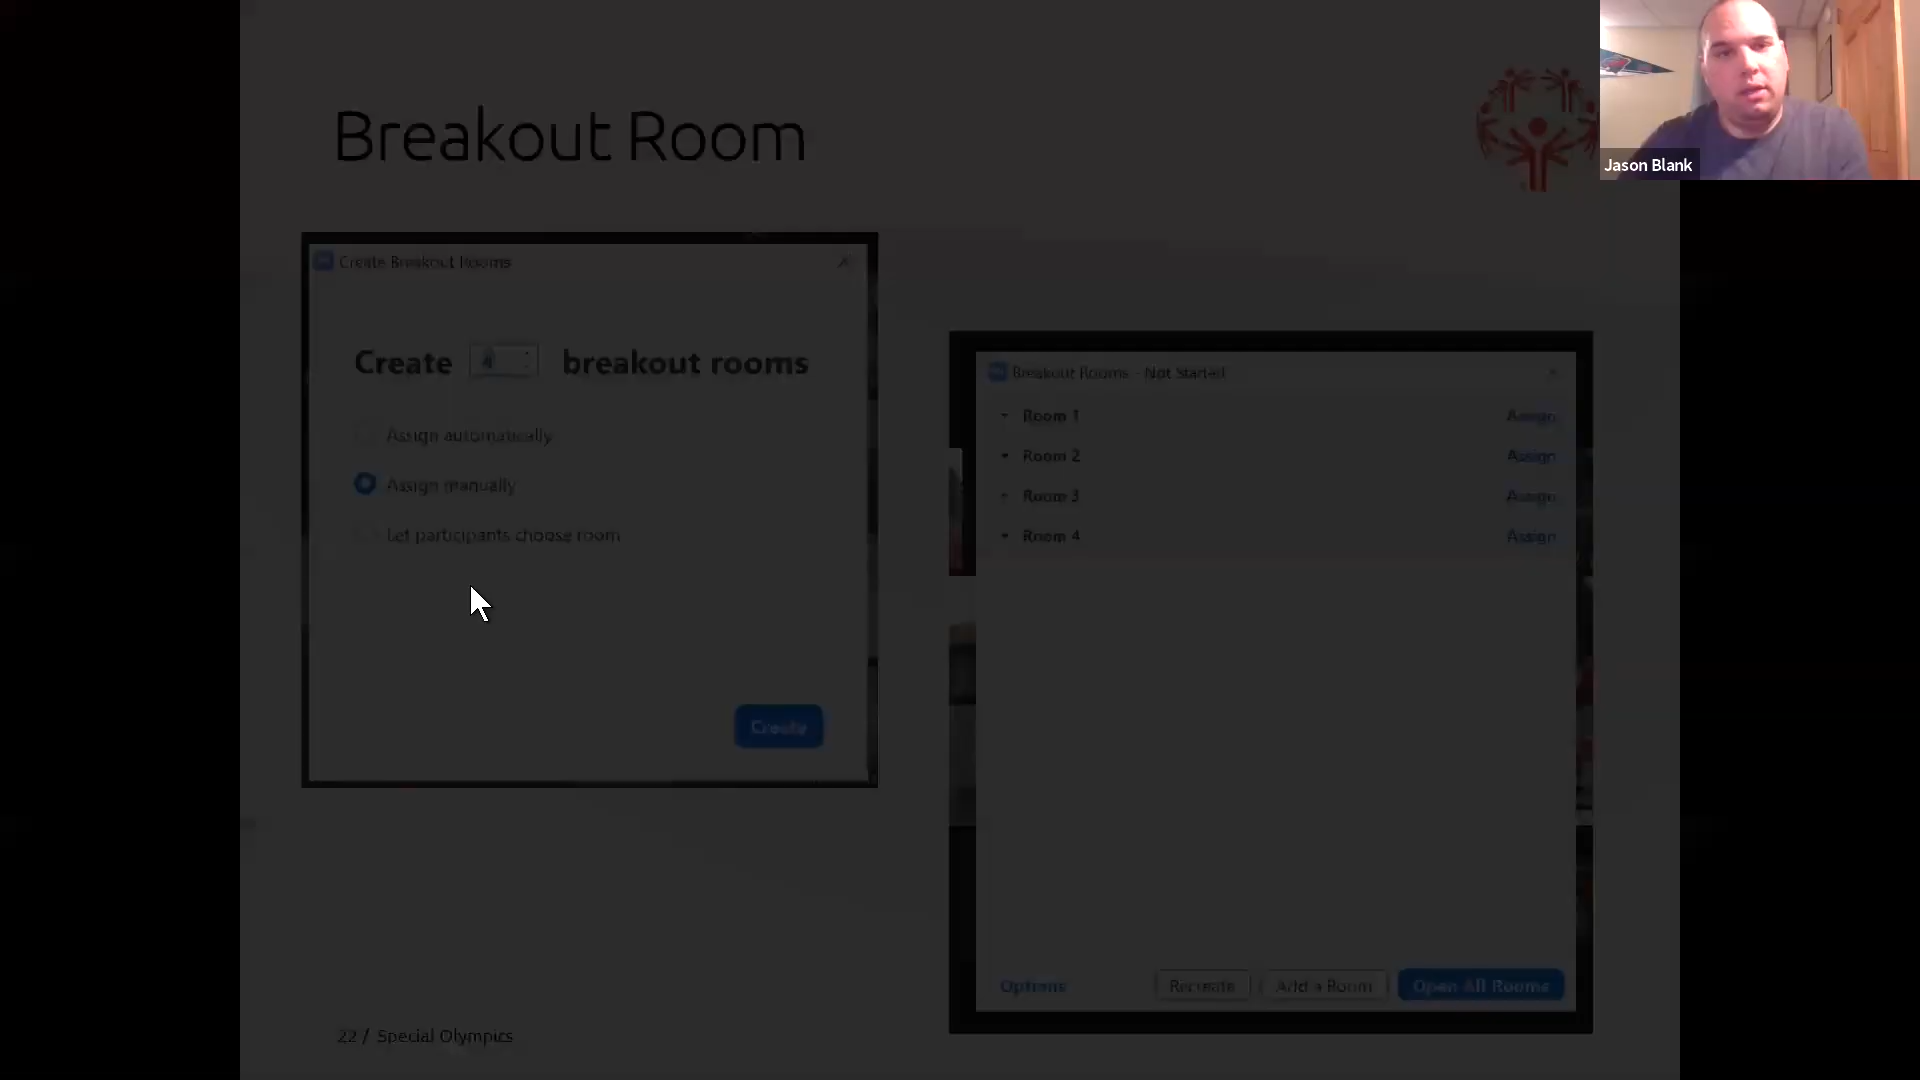 Breakout Room
Jason Blank
Create Breakout Rooms
Create 4 breakout rooms
Assign automatically
Assign manually
Let participants choose room
Create
Breakout Rooms - Not Started
Room 1 Assign
Room 2 Assign
Room 3 Assign
Room 4 Assign
Options Recreate Add a Room Open All Rooms
22 / Special Olympics